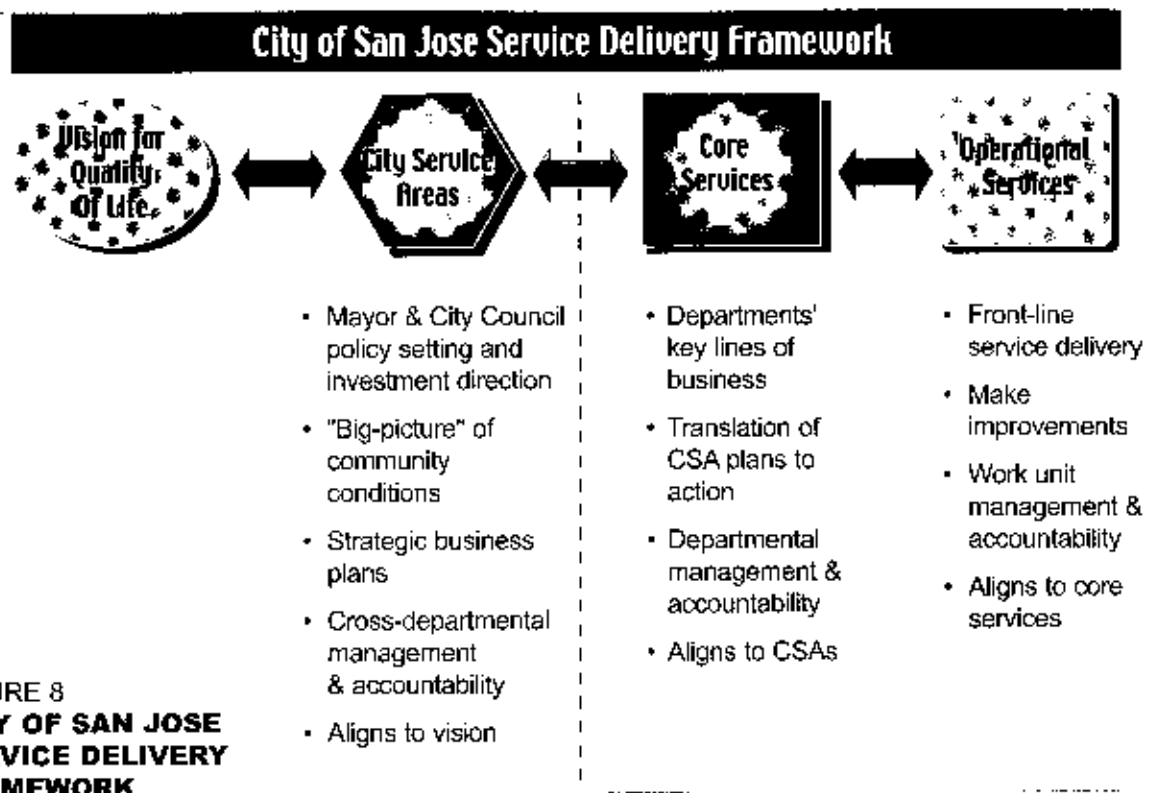 City of San Jose Service Delivery Framework
Vision for
Quality
Of Life
City Service
Areas
Core
Services
Operational
Services
• Mayor & City Council
policy setting and
investment direction
• "Big-picture" of
community
conditions
• Strategic business
plans
• Cross-departmental
management
& accountability
• Aligns to vision
• Departments'
key lines of
business
• Translation of
CSA plans to
action
• Departmental
management &
accountability
• Aligns to CSAs
• Front-line
service delivery
• Make
improvements
• Work unit
management &
accountability
• Aligns to core
services
URE 8
Y OF SAN JOSE
VICE DELIVERY
MEWORK